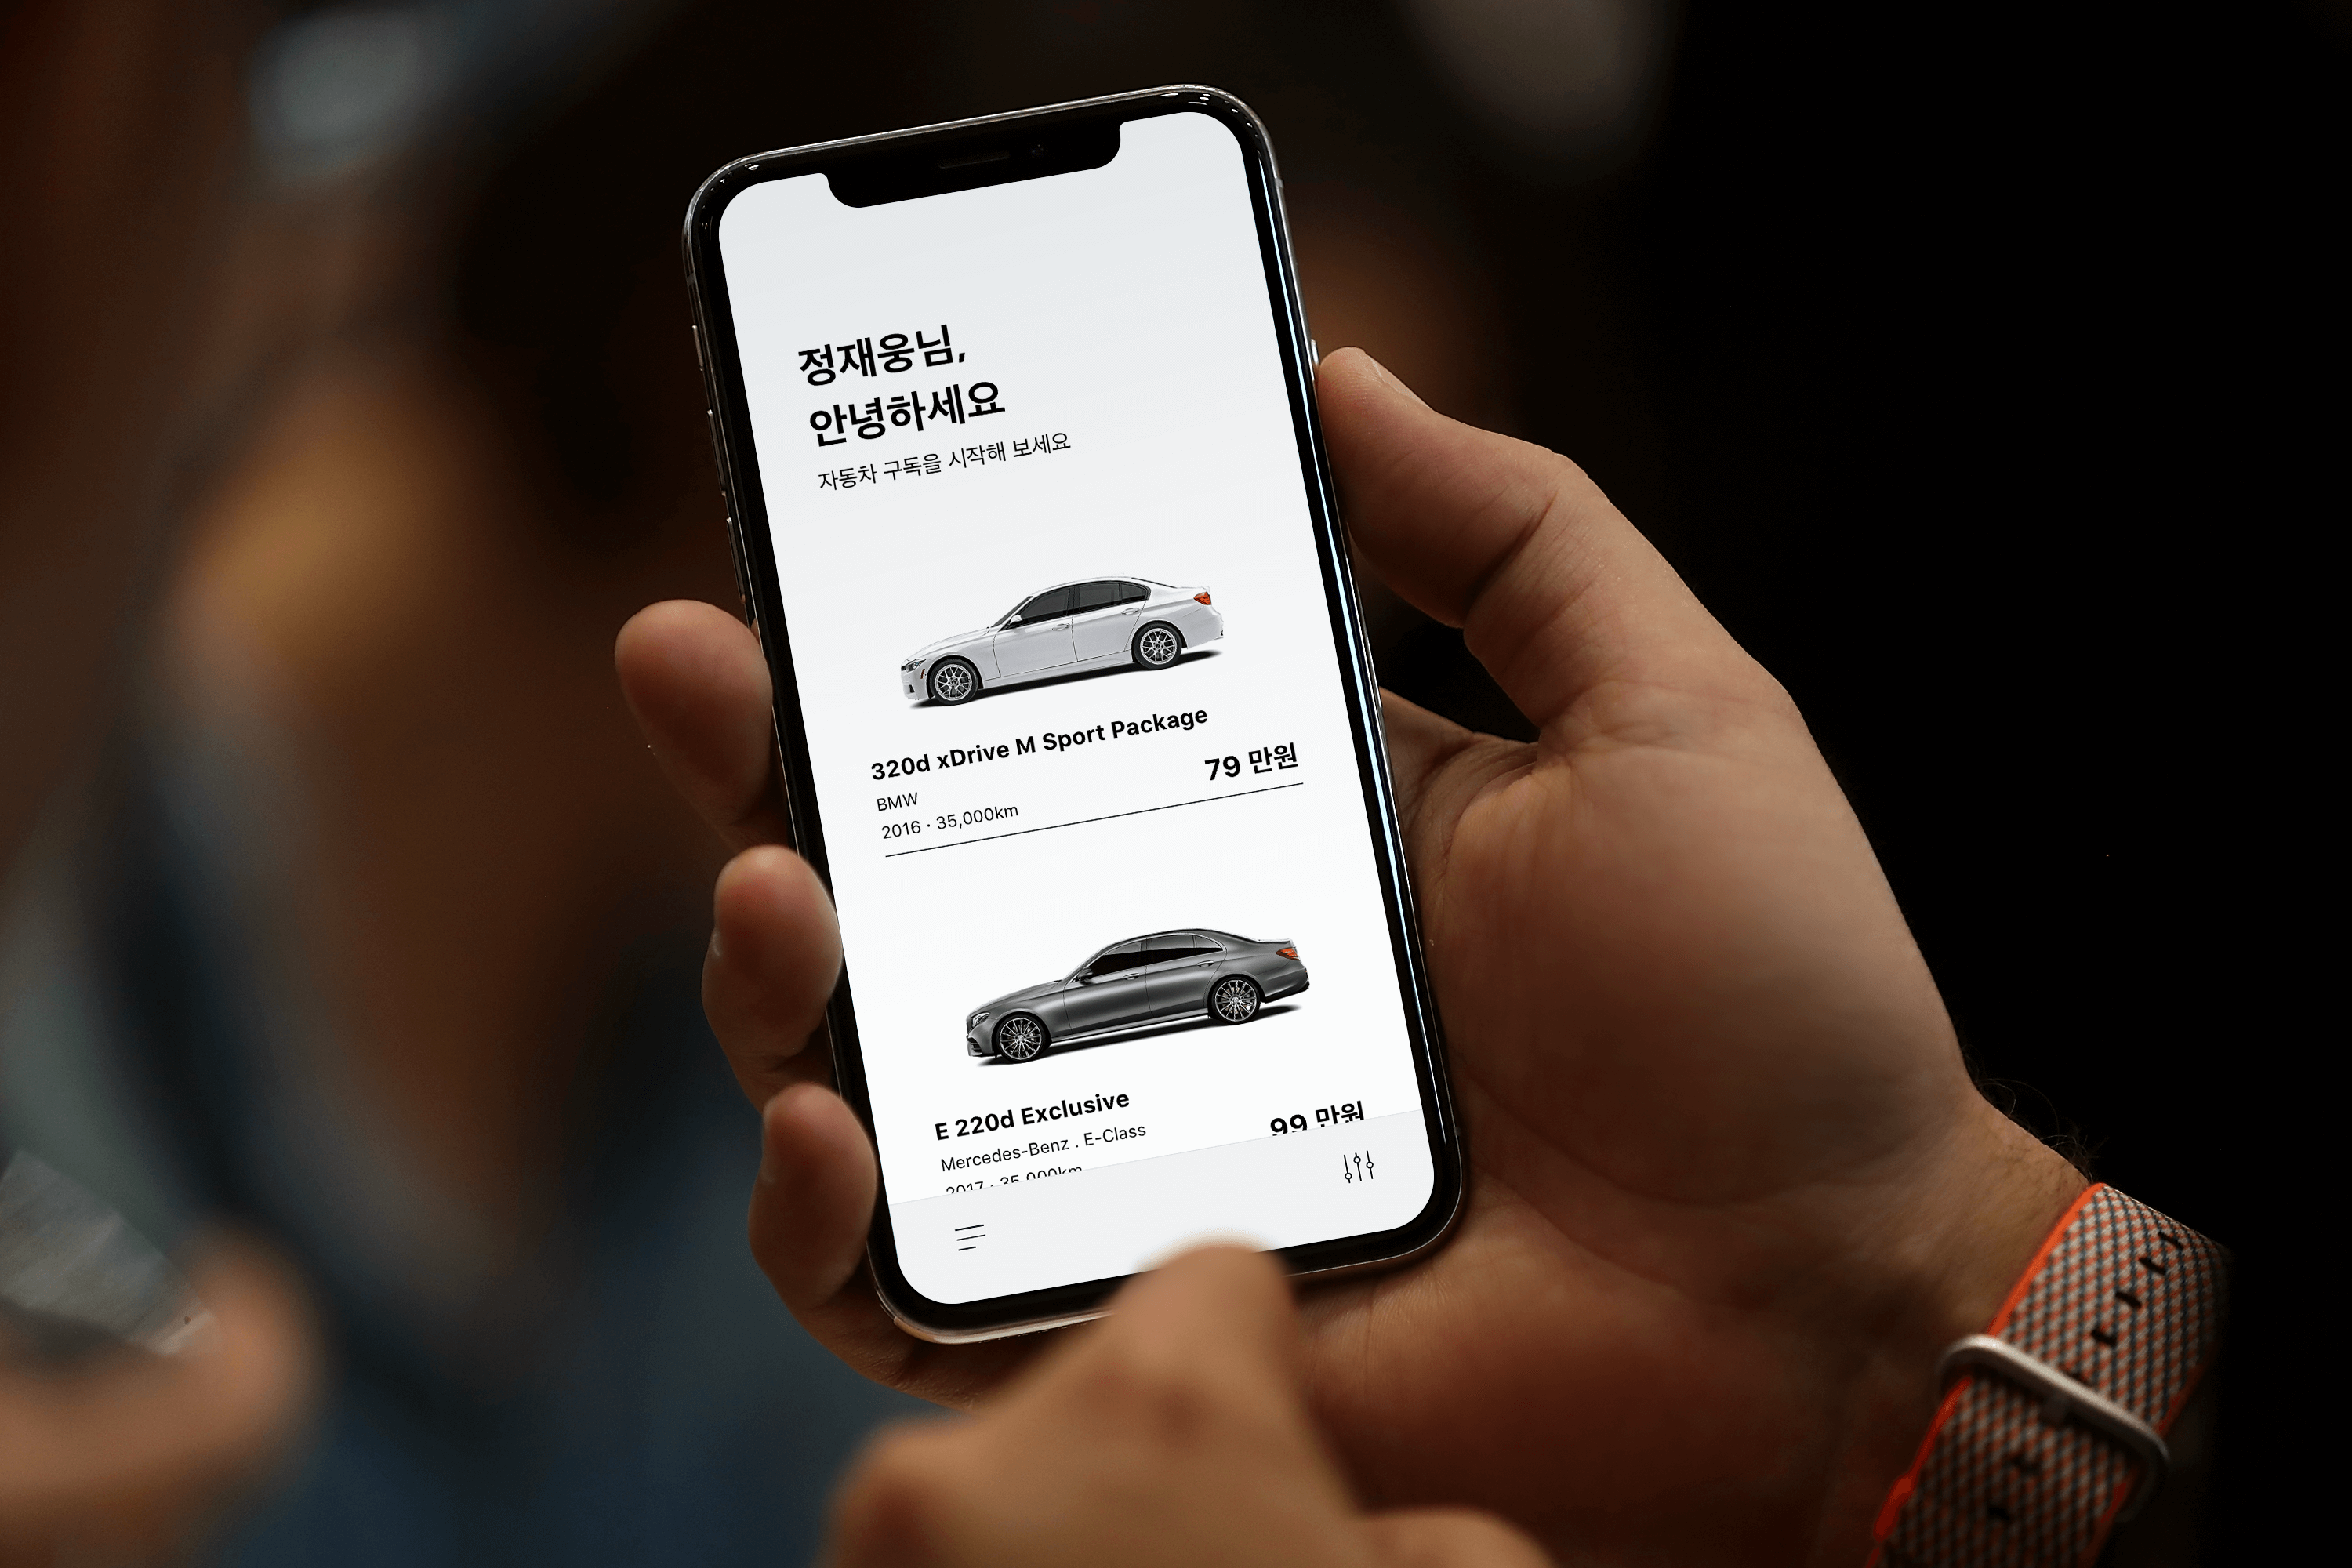 정재웅님,
안녕하세요
자동차 구독을 시작해 보세요
320d xDrive M Sport Package
79 만원
BMW
2016 · 35,000km
E 220d Exclusive
99 만원
Mercedes-Benz . E-Class
2017 · 35,000km